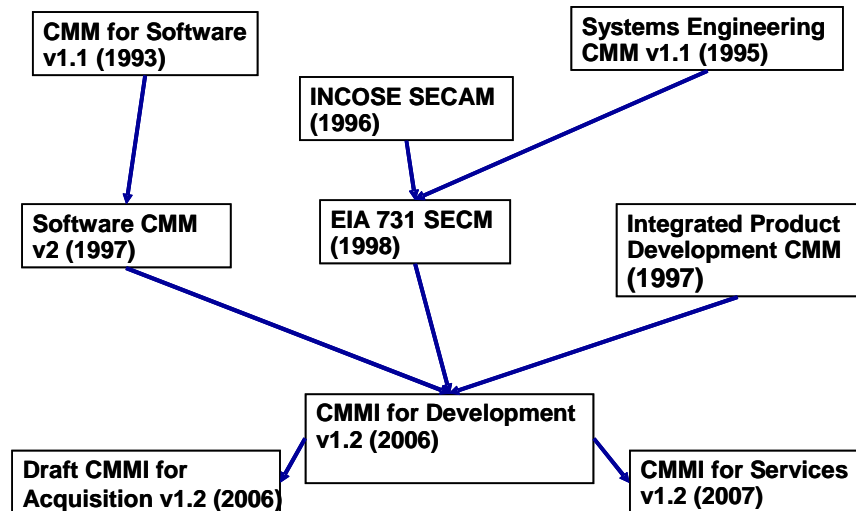 CMM for Software
v1.1 (1993)
Systems Engineering
CMM v1.1 (1995)
INCOSE SECAM
(1996)
Software CMM
v2 (1997)
EIA 731 SECM
(1998)
Integrated Product
Development CMM
(1997)
CMMI for Development
v1.2 (2006)
Draft CMMI for
Acquisition v1.2 (2006)
CMMI for Services
v1.2 (2007)